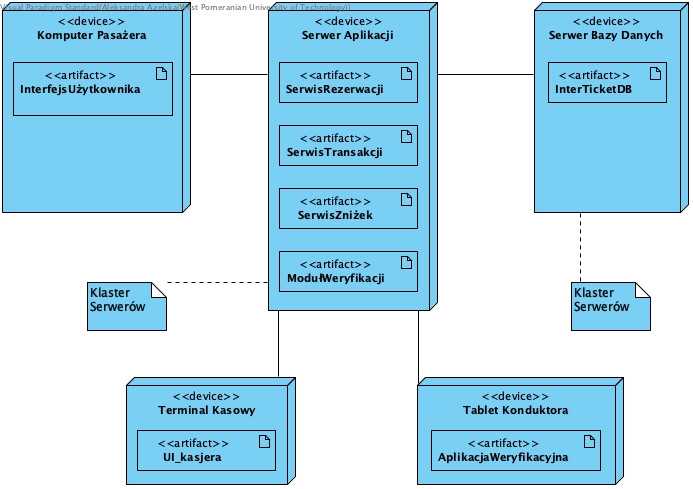 Visual Paradigm Standard(Aleksandra Azelska(West Pomeranian University of Technology))
<<device>>
Komputer Pasażera
<<artifact>>
InterfejsUżytkownika
<<device>>
Serwer Aplikacji
<<artifact>>
SerwisRezerwacji
<<artifact>>
SerwisTransakcji
<<artifact>>
SerwisZniżek
<<artifact>>
ModułWeryfikacji
<<device>>
Serwer Bazy Danych
<<artifact>>
InterTicketDB
Klaster
Serwerów
Klaster
Serwerów
<<device>>
Terminal Kasowy
<<artifact>>
UI_kasjera
<<device>>
Tablet Konduktora
<<artifact>>
AplikacjaWeryfikacyjna